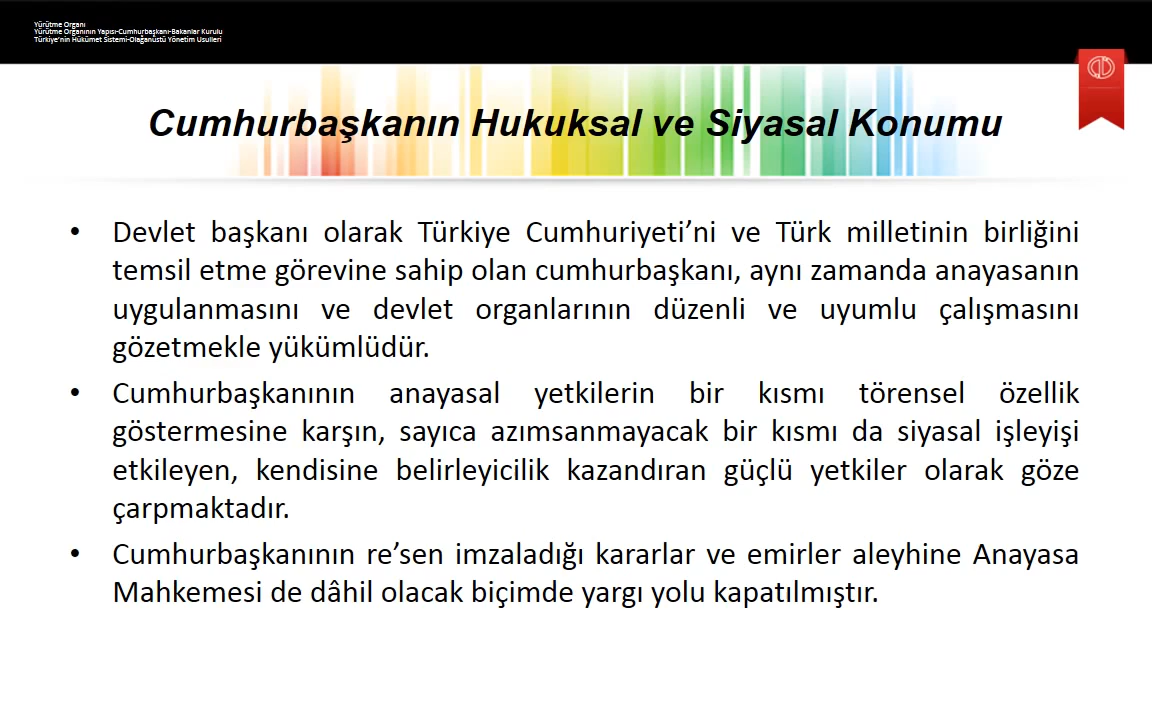 Yürütme Organı
Yürütme Organının Yapısı-Cumhurbaşkanı-Bakanlar Kurulu
Türkiye'nin Hükümet Sistemi-Olağanüstü Yönetim Usulleri
Cumhurbaşkanın Hukuksal ve Siyasal Konumu
• Devlet başkanı olarak Türkiye Cumhuriyeti’ni ve Türk milletinin birliğini
temsil etme görevine sahip olan cumhurbaşkanı, aynı zamanda anayasanın
uygulanmasını ve devlet organlarının düzenli ve uyumlu çalışmasını
gözetmekle yükümlüdür.
• Cumhurbaşkanının anayasal yetkilerin bir kısmı törensel özellik
göstermesine karşın, sayıca azımsanmayacak bir kısmı da siyasal işleyişi
etkileyen, kendisine belirleyicilik kazandıran güçlü yetkiler olarak göze
çarpmaktadır.
• Cumhurbaşkanının re’sen imzaladığı kararlar ve emirler aleyhine Anayasa
Mahkemesi de dâhil olacak biçimde yargı yolu kapatılmıştır.